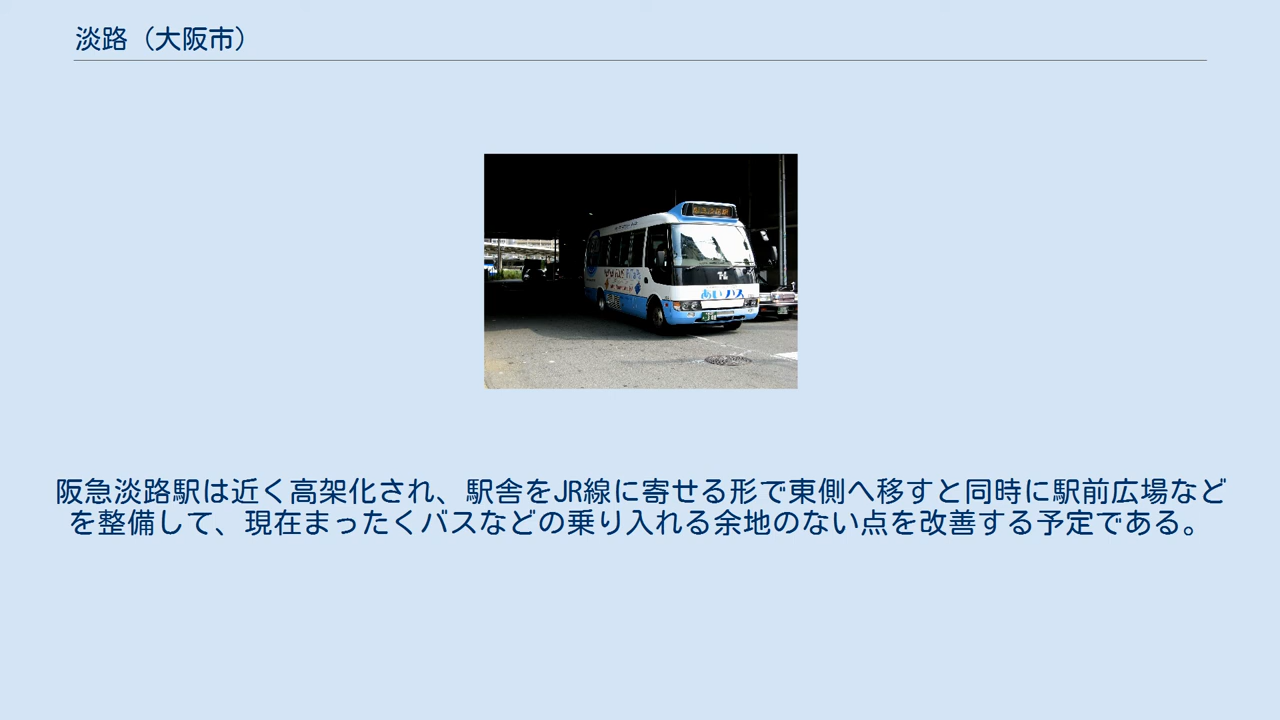 淡路（大阪市）
あいバス
阪急淡路駅は近く高架化され、駅舎をJR線に寄せる形で東側へ移すと同時に駅前広場など
を整備して、現在まったくバスなどの乗り入れる余地のない点を改善する予定である。